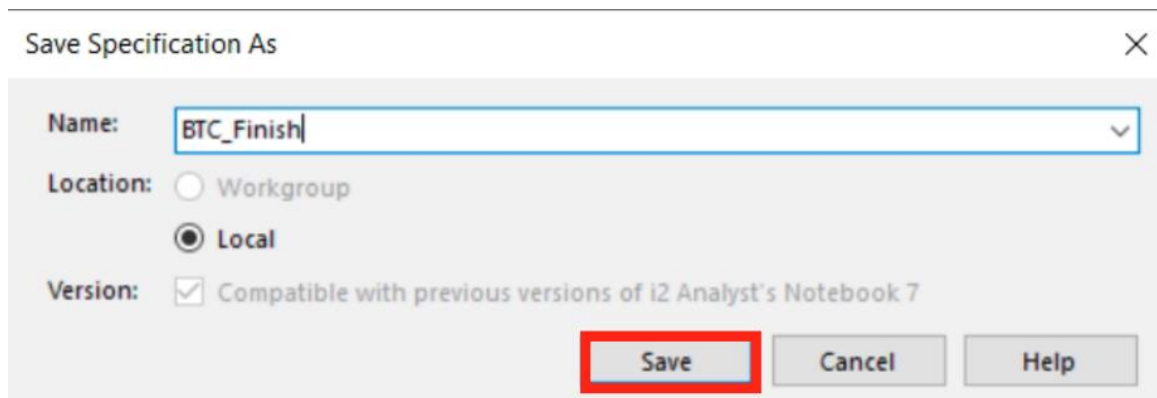 Save Specification As
Name: BTC_Finish
Location: Workgroup
Local
Version: Compatible with previous versions of i2 Analyst's Notebook 7
Save Cancel Help